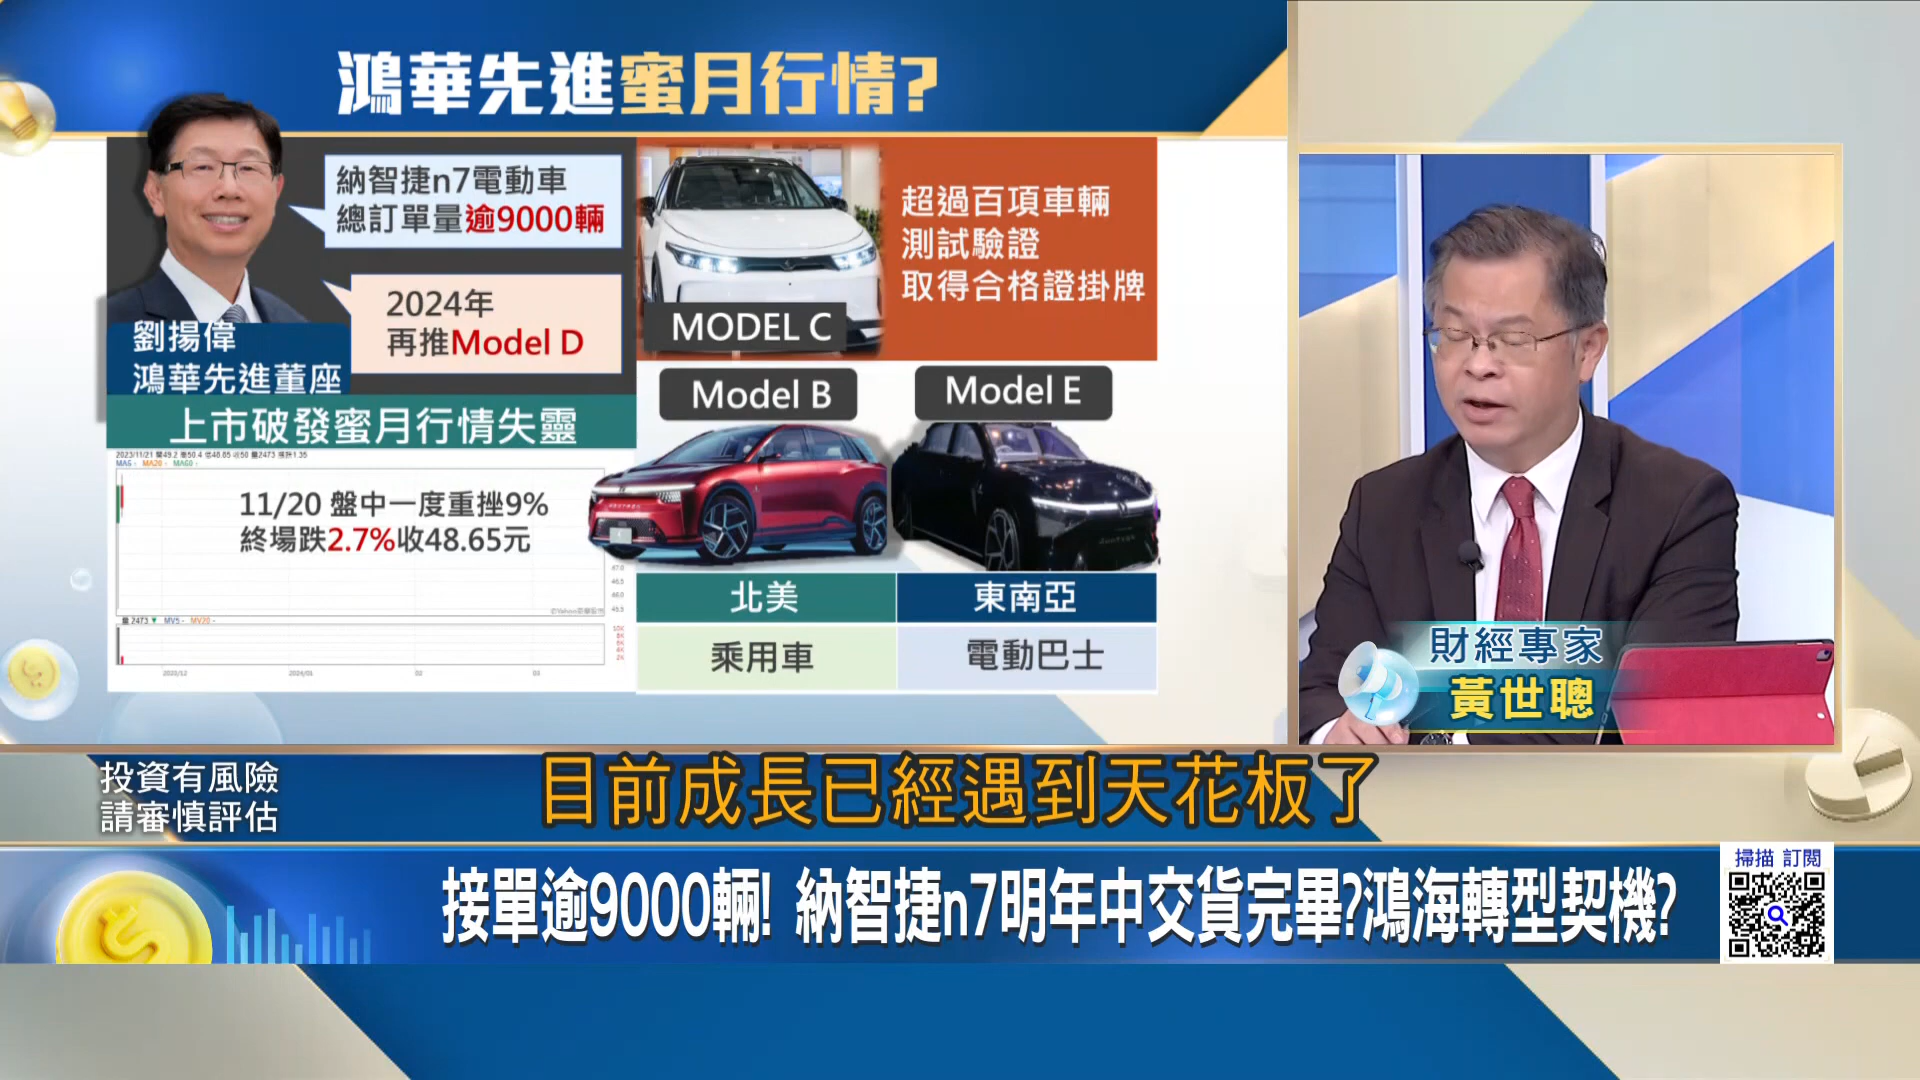 鴻華先進蜜月行情?
納智捷n7電動車
總訂單量逾9000輛
2024年
再推Model D
劉揚偉
鴻華先進董座
上市破發蜜月行情失靈
11/20 盤中一度重挫9%
終場跌2.7%收48.65元
MODEL C
超過百項車輛
測試驗證
取得合格證掛牌
Model B
Model E
北美
東南亞
乘用車
電動巴士
財經專家
黃世聰
投資有風險
請審慎評估
目前成長已經遇到天花板了
接單逾9000輛! 納智捷n7明年中交貨完畢?鴻海轉型契機?
掃描 訂閱